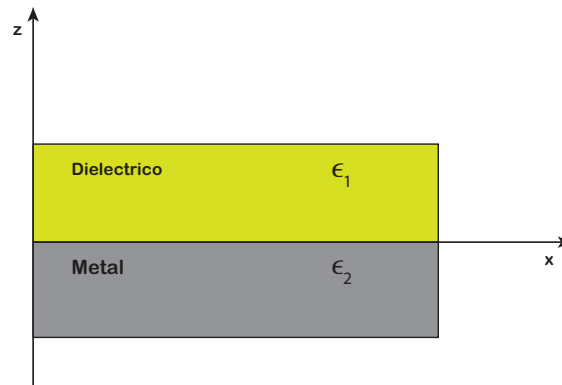 z
Dielectrico ϵ1
Metal ϵ2
x